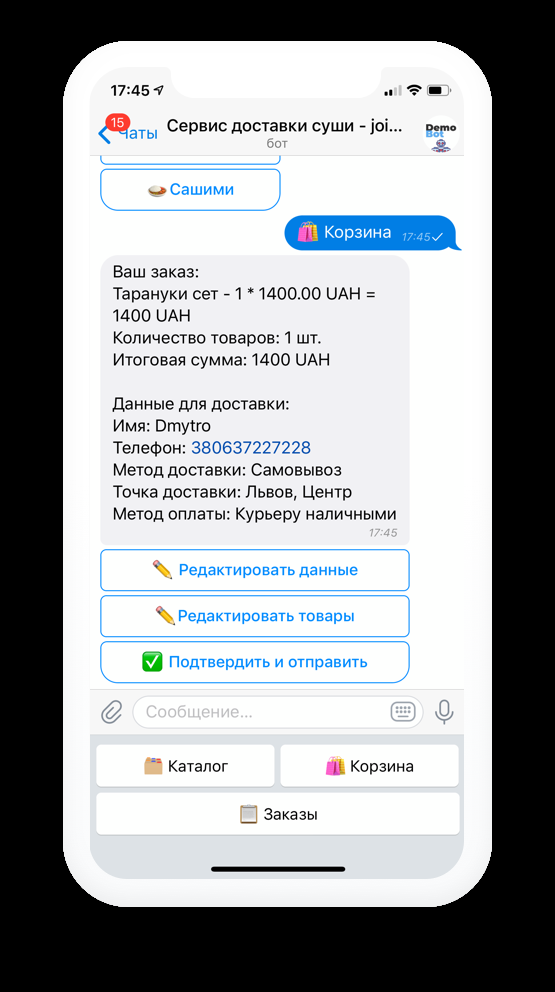 17:45
15
Чаты
Сервис доставки суши - joi...
бот
Demo
Bot
Сашими
Корзина 17:45
Ваш заказ:
Тарануки сет - 1 * 1400.00 UAH =
1400 UAH
Количество товаров: 1 шт.
Итоговая сумма: 1400 UAH
Данные для доставки:
Имя: Dmytro
Телефон: 380637227228
Метод доставки: Самовывоз
Точка доставки: Львов, Центр
Метод оплаты: Курьеру наличными
17:45
Редактировать данные
Редактировать товары
Подтвердить и отправить
Сообщение...
Каталог
Корзина
Заказы